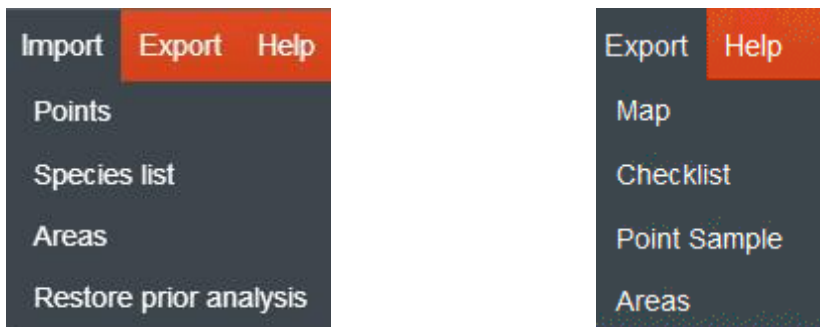 Import Export Help
Points
Species list
Areas
Restore prior analysis
Export Help
Map
Checklist
Point Sample
Areas